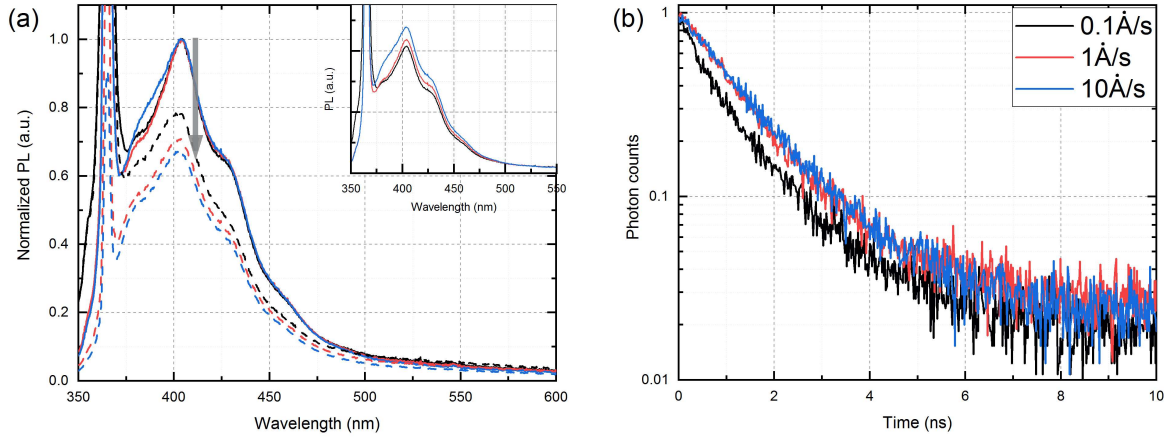 (a)
Normalized PL (a.u.)
1.0
0.8
0.6
0.4
0.2
0.0
350 400 450 500 550 600
Wavelength (nm)
PL (a.u.)
350 400 450 500 550
Wavelength (nm)
(b)
Photon counts
1
0.1
0.01
0 2 4 6 8 10
Time (ns)
0.1Å/s
1Å/s
10Å/s